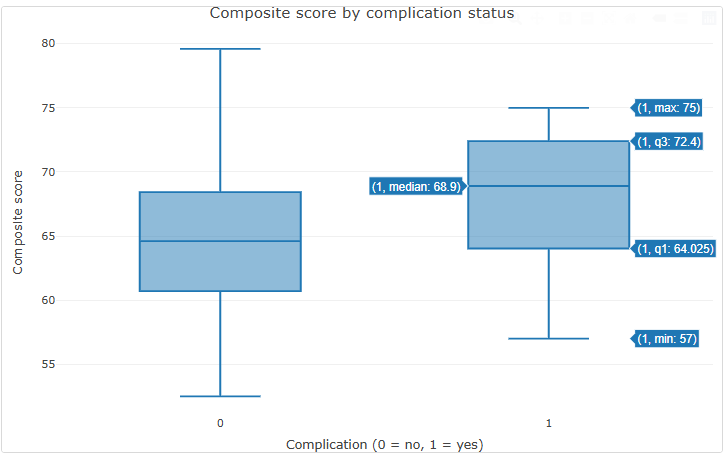 Composite score by complication status
80
75
70
65
60
55
Composite score
(1, max: 75)
(1, q3: 72.4)
(1, median: 68.9)
(1, q1: 64.025)
(1, min: 57)
0
1
Complication (0 = no, 1 = yes)